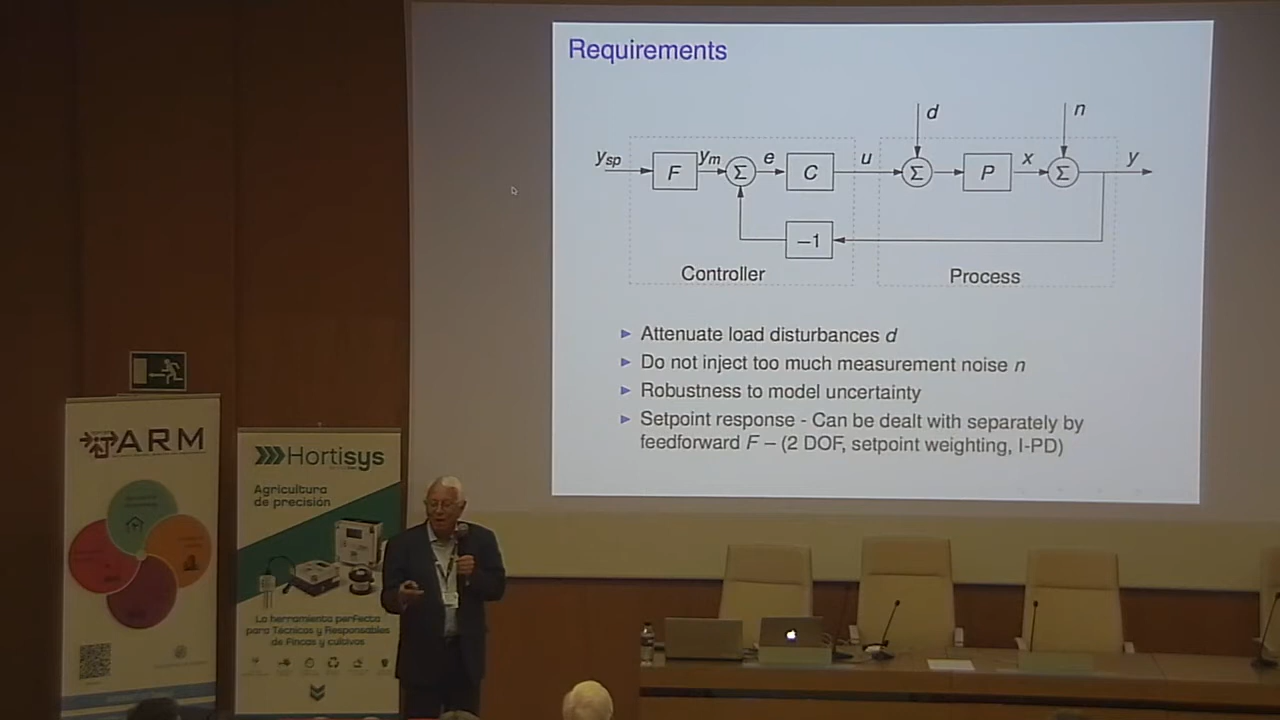 Requirements
d
n
ysp
F
ym
Σ
e
C
u
Σ
P
x
Σ
y
−1
Controller
Process
Attenuate load disturbances d
Do not inject too much measurement noise n
Robustness to model uncertainty
Setpoint response - Can be dealt with separately by
feedforward F – (2 DOF, setpoint weighting, I-PD)
ARM
Hortisys
Agricultura
de precisión
La herramienta perfecta
para Técnicos y Responsables
de Fincas y cultivos